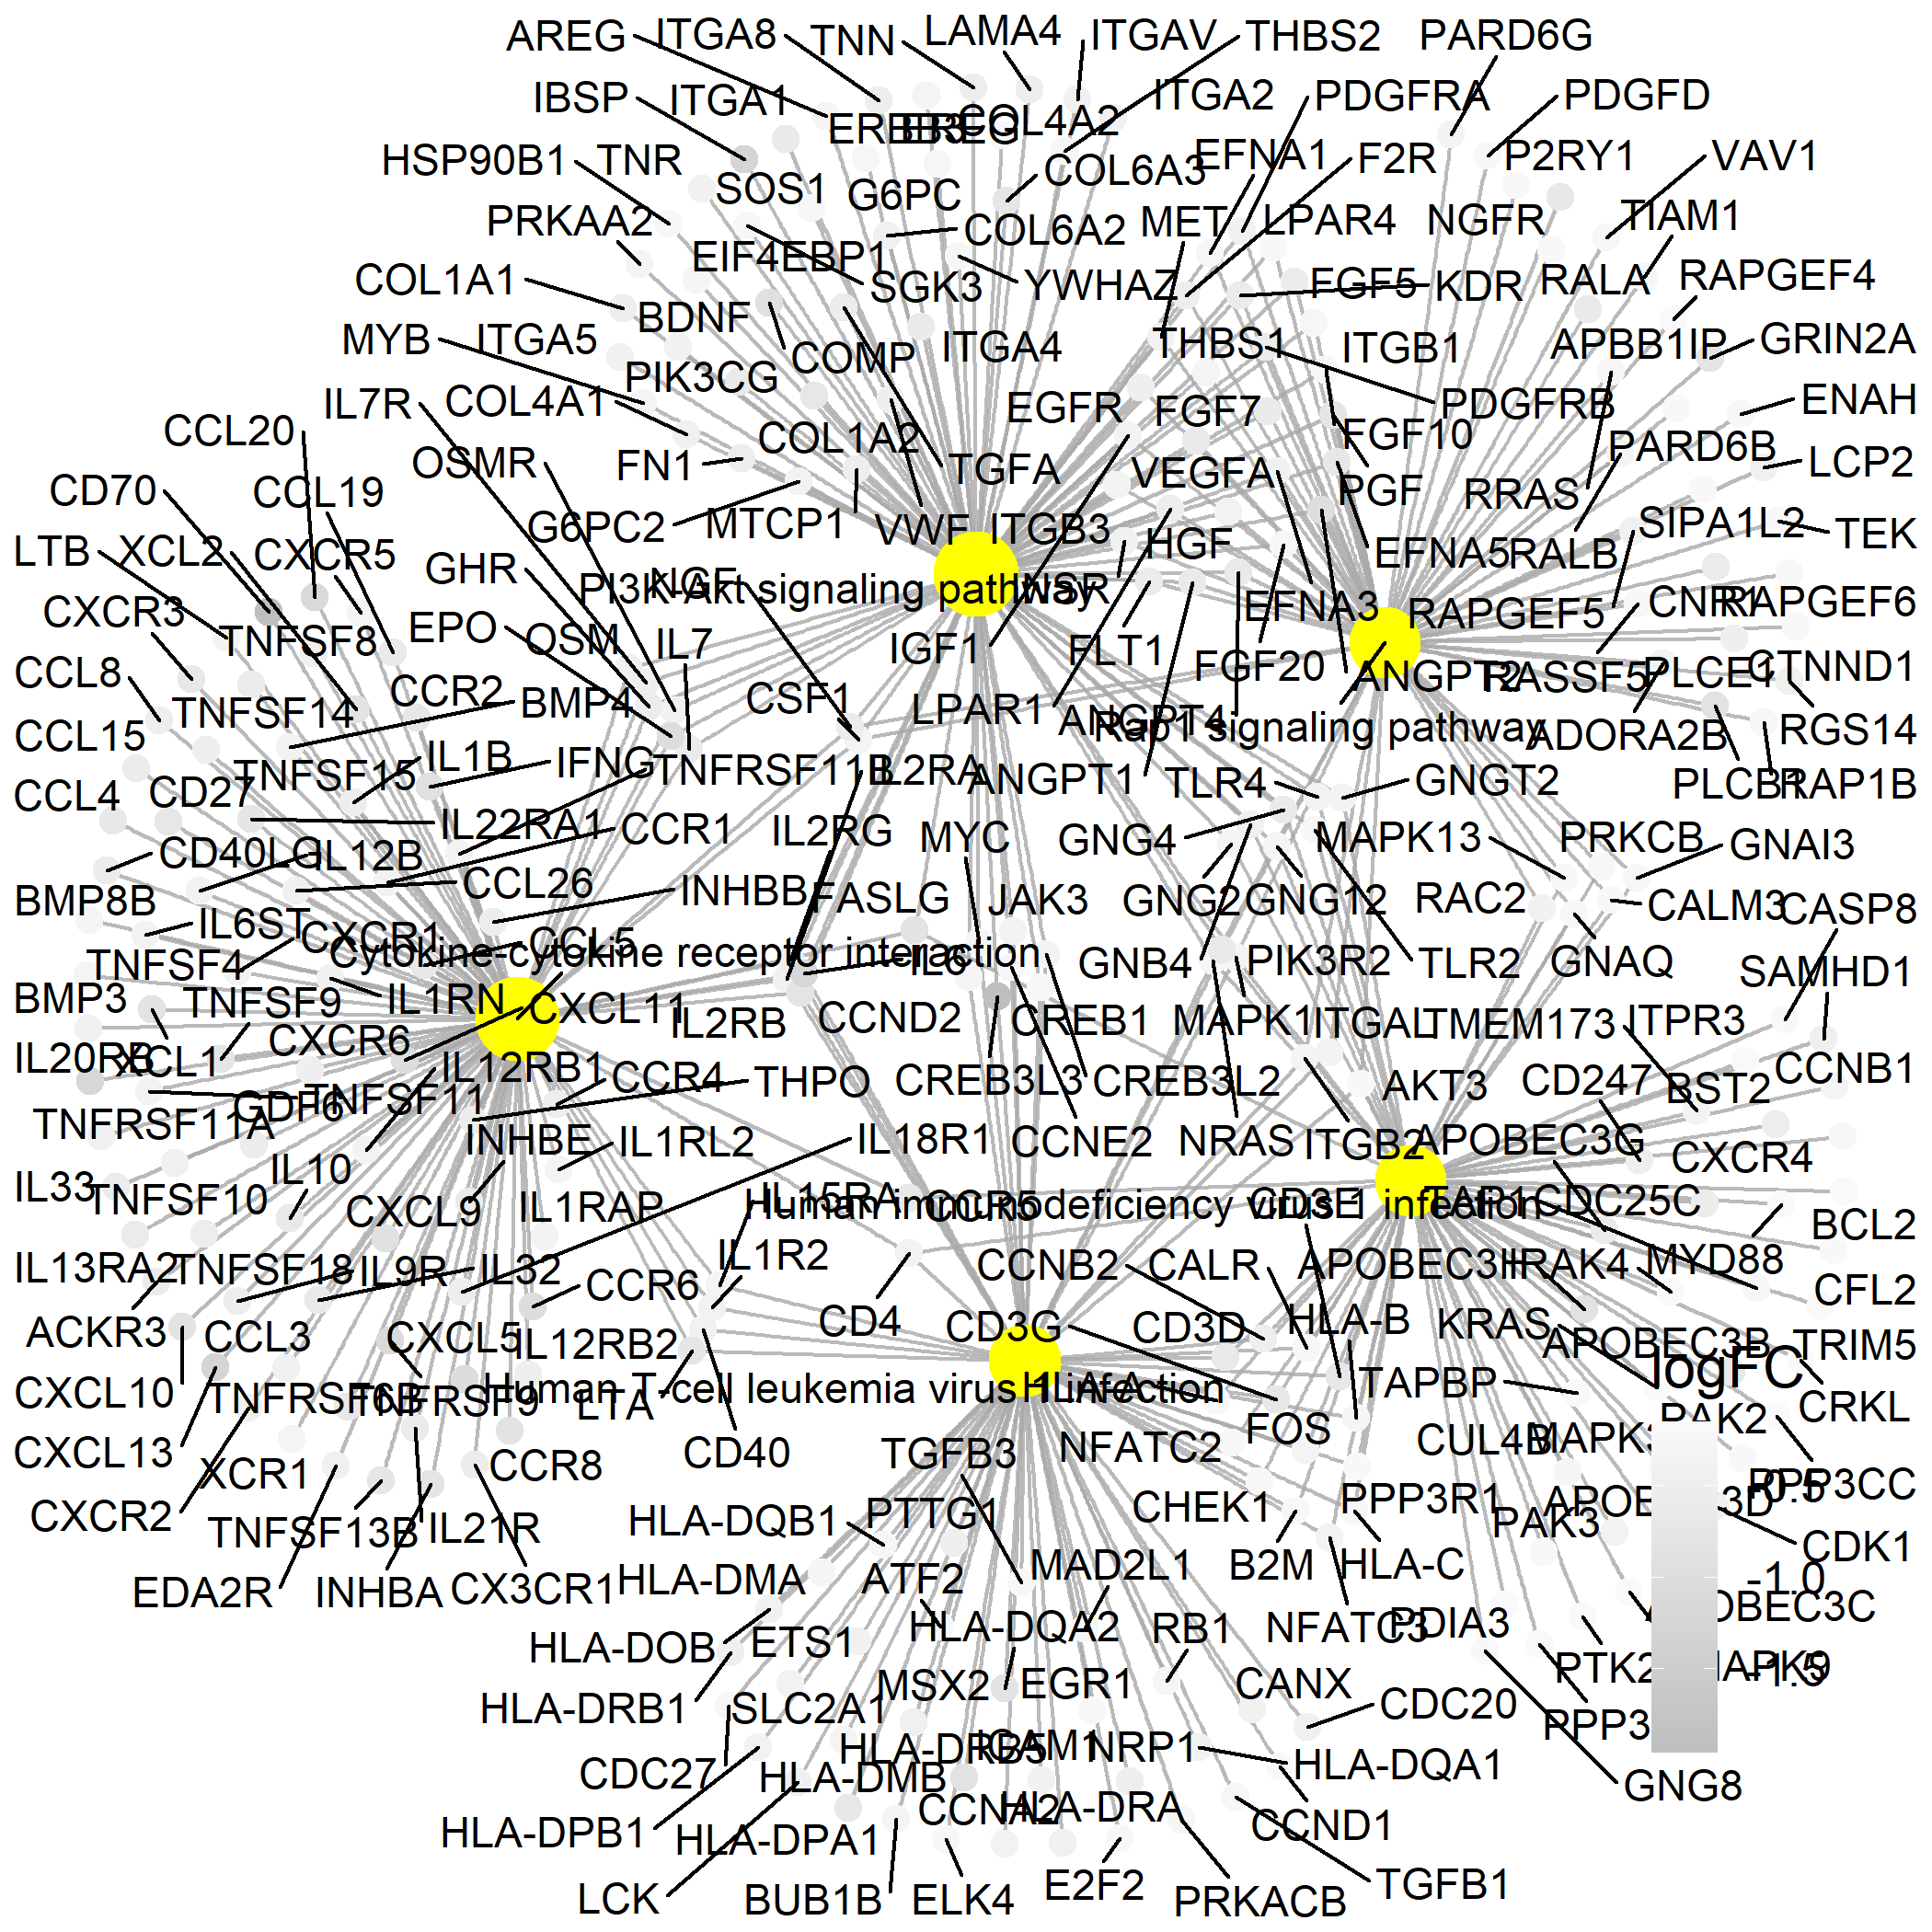 AREG
ITGA8
TNN
LAMA4
ITGAV
THBS2
PARD6G
IBSP
ITGA1
ITGA2
PDGFRA
PDGFD
COL4A2
HSP90B1
TNR
EFNA1
F2R
P2RY1
VAV1
SOS1
G6PC
COL6A3
PRKAA2
COL6A2
MET
LPAR4
NGFR
TIAM1
EIF4EBP1
COL1A1
SGK3
YWHAZ
FGF5
KDR
RALA
RAPGEF4
BDNF
MYB
ITGA5
COMP
ITGA4
THBS1
ITGB1
APBB1IP
GRIN2A
PIK3CG
IL7R
COL4A1
EGFR
FGF7
PDGFRB
ENAH
CCL20
COL1A2
FGF10
PARD6B
OSMR
FN1
TGFA
VEGFA
LCP2
CD70
CCL19
PGF
RRAS
G6PC2
MTCP1
VWF
ITGB3
HGF
SIPA1L2
TEK
LTB
XCL2
CXCR5
GHR
EFNA5
RALB
NGF
PI3K-Akt signaling pathway
INSR
EFNA3
RAPGEF5
CNR1
RAPGEF6
CXCR3
TNFSF8
EPO
OSM
IL7
IGF1
FLT1
FGF20
ANGPT2
RASSF5
PLCE1
CTNND1
CCL8
TNFSF14
CCR2
BMP4
CSF1
LPAR1
ANGPT4
Rap1 signaling pathway
ADORA2B
RGS14
CCL15
TNFSF15
IL1B
IFNG
TNFRSF11B
IL2RA
ANGPT1
TLR4
GNGT2
PLCB1
RAP1B
CCL4
CD27
IL22RA1
CCR1
IL2RG
MYC
GNG4
MAPK13
PRKCB
GNAI3
CD40LG
IL12B
CCL26
INHBB
FASLG
JAK3
GNG2
GNG12
RAC2
CALM3
CASP8
BMP8B
IL6ST
CXCR1
CCL5
Cytokine-cytokine receptor interaction
IL6
GNB4
PIK3R2
TLR2
GNAQ
SAMHD1
TNFSF4
BMP3
TNFSF9
IL1RN
CXCL11
IL2RB
CCND2
CREB1
MAPK1
ITGAL
TMEM173
ITPR3
IL20RB
XCL1
CXCR6
IL12RB1
CCR4
THPO
CREB3L3
CREB3L2
AKT3
CD247
BST2
CCNB1
TNFRSF11A
GDF6
TNFSF11
INHBE
IL1RL2
IL18R1
CCNE2
NRAS
ITGB2
APOBEC3G
CXCR4
IL33
TNFSF10
IL10
CXCL9
IL1RAP
IL15RA
Human immunodeficiency virus 1 infection
CCR5
CD3E
TAP1
CDC25C
BCL2
IL13RA2
TNFSF18
IL9R
IL32
CCR6
IL1R2
CD4
CCNB2
CALR
IRAK4
MYD88
CFL2
ACKR3
CCL3
CXCL5
IL12RB2
CD3G
CD3D
HLA-B
KRAS
APOBEC3B
TRIM5
logFC
CXCL10
TNFRSF6B
TNFRSF9
LTA
Human T-cell leukemia virus 1 infection
TAPBP
PAK2
CRKL
CXCL13
XCR1
CCR8
CD40
TGFB3
NFATC2
FOS
CUL4B
PPP3CC
-0.5
CXCR2
TNFSF13B
IL21R
HLA-DQB1
PTTG1
CHEK1
PPP3R1
PAK3
APOBEC3D
CDK1
EDA2R
INHBA
CX3CR1
HLA-DMA
ATF2
MAD2L1
B2M
HLA-C
-1.0
HLA-DOB
ETS1
HLA-DQA2
RB1
NFATC3
PDIA3
HLA-DRB1
SLC2A1
MSX2
EGR1
CANX
CDC20
MAPK9
-1.5
CDC27
HLA-DMB
HLA-DRB5
ICAM1
NRP1
HLA-DQA1
GNG8
HLA-DPB1
HLA-DPA1
CCNA2
HLA-DRA
CCND1
LCK
BUB1B
ELK4
E2F2
PRKACB
TGFB1